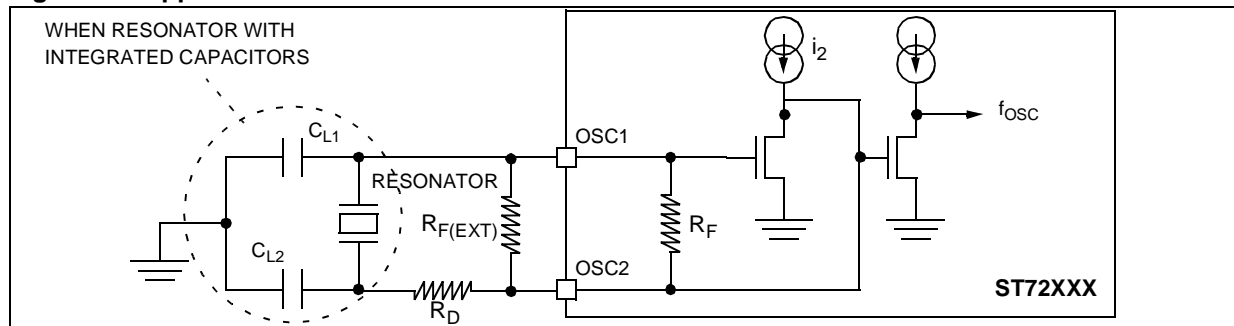 WHEN RESONATOR WITH
INTEGRATED CAPACITORS
CL1
CL2
RESONATOR
RF(EXT)
RD
OSC1
OSC2
RF
i2
fOSC
ST72XXX